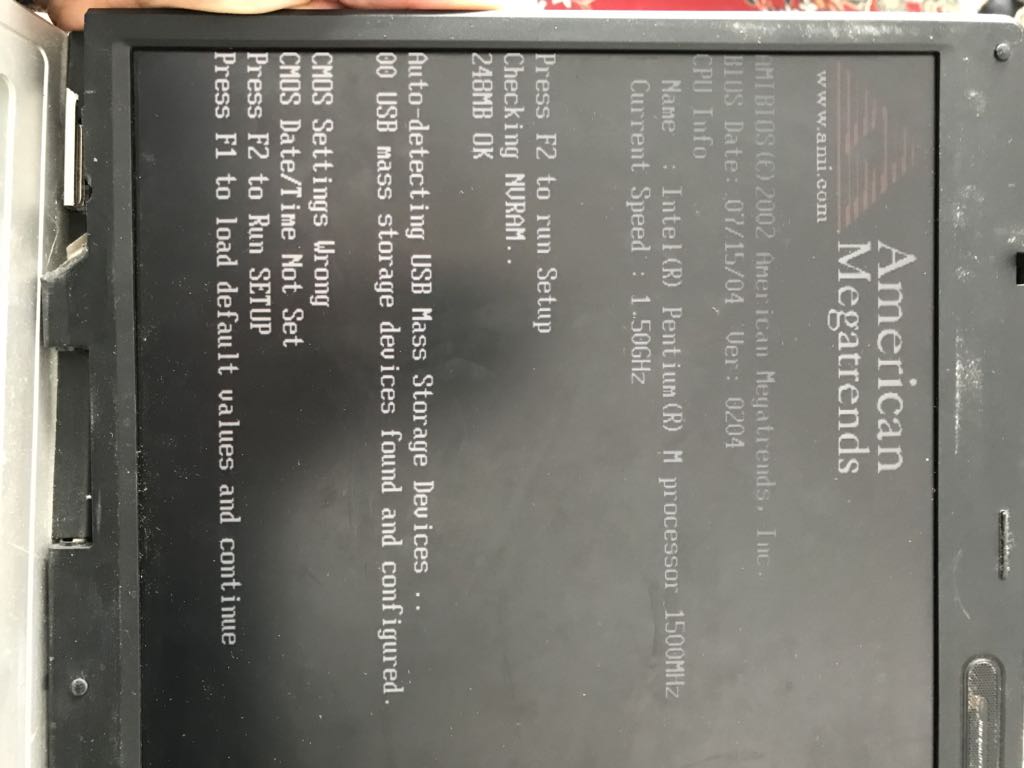 American
Megatrends
www.ami.com
AMIBIOS(C)2002 American Megatrends, Inc.
BIOS Date: 07/15/04 Ver: 0204
CPU Info
Name : Intel(R) Pentium(R) M processor 1500MHz
Current Speed : 1.50GHz
Press F2 to run Setup
Checking NVRAM..
248MB OK
Auto-detecting USB Mass Storage Devices ..
00 USB mass storage devices found and configured.
CMOS Settings Wrong
CMOS Date/Time Not Set
Press F2 to Run SETUP
Press F1 to load default values and continue